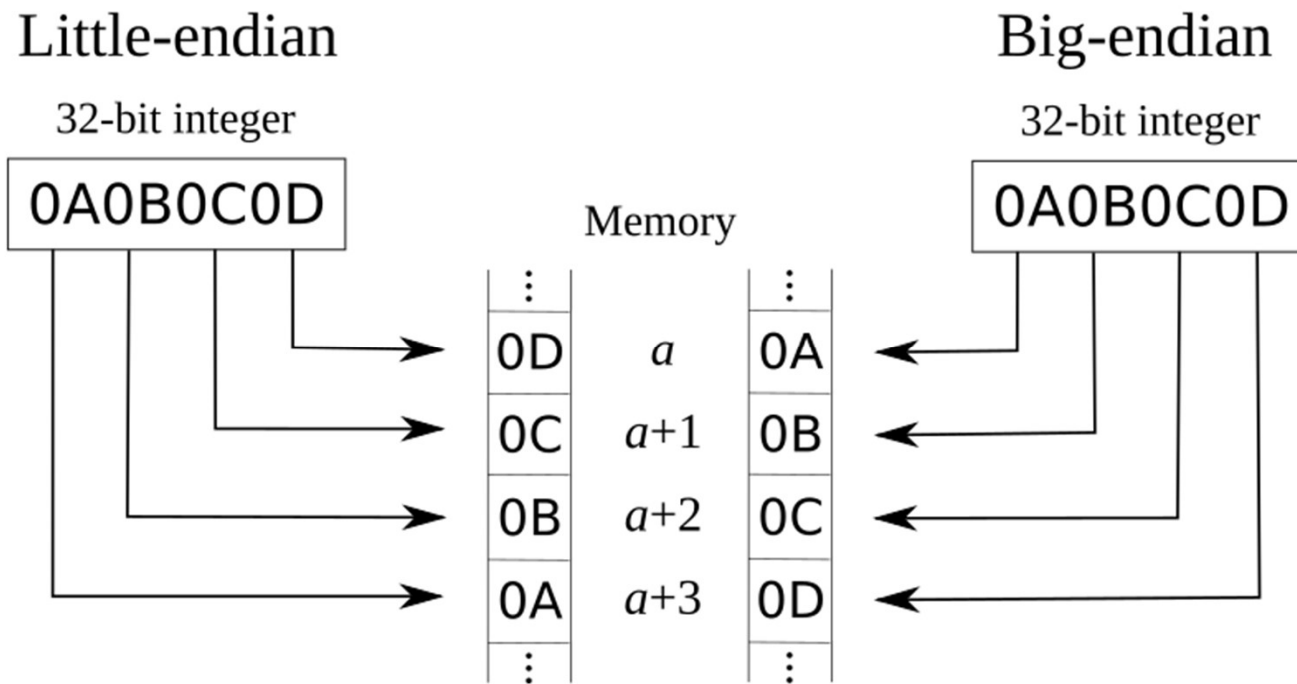 Little-endian
Big-endian
32-bit integer
32-bit integer
0A0B0C0D
0A0B0C0D
Memory
⋮ ⋮
0D a 0A
0C a+1 0B
0B a+2 0C
0A a+3 0D
⋮ ⋮